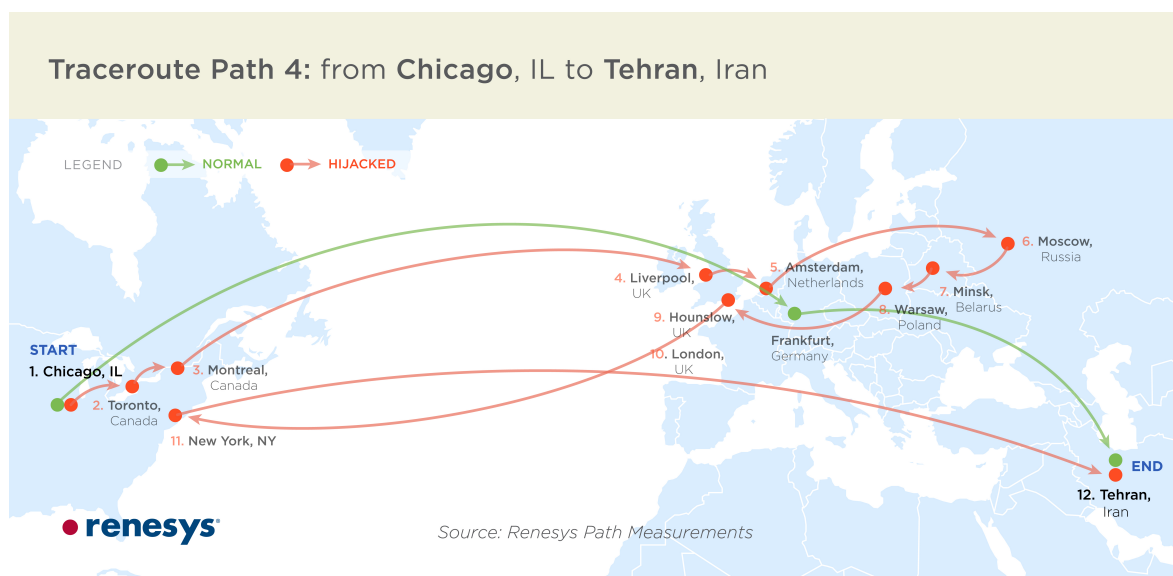 Traceroute Path 4: from Chicago, IL to Tehran, Iran
LEGEND
NORMAL
HIJACKED
START
1. Chicago, IL
2. Toronto,
Canada
3. Montreal,
Canada
4. Liverpool,
UK
5. Amsterdam,
Netherlands
6. Moscow,
Russia
7. Minsk,
Belarus
8. Warsaw,
Poland
9. Hounslow,
UK
10. London,
UK
Frankfurt,
Germany
11. New York, NY
END
12. Tehran,
Iran
renesys®
Source: Renesys Path Measurements